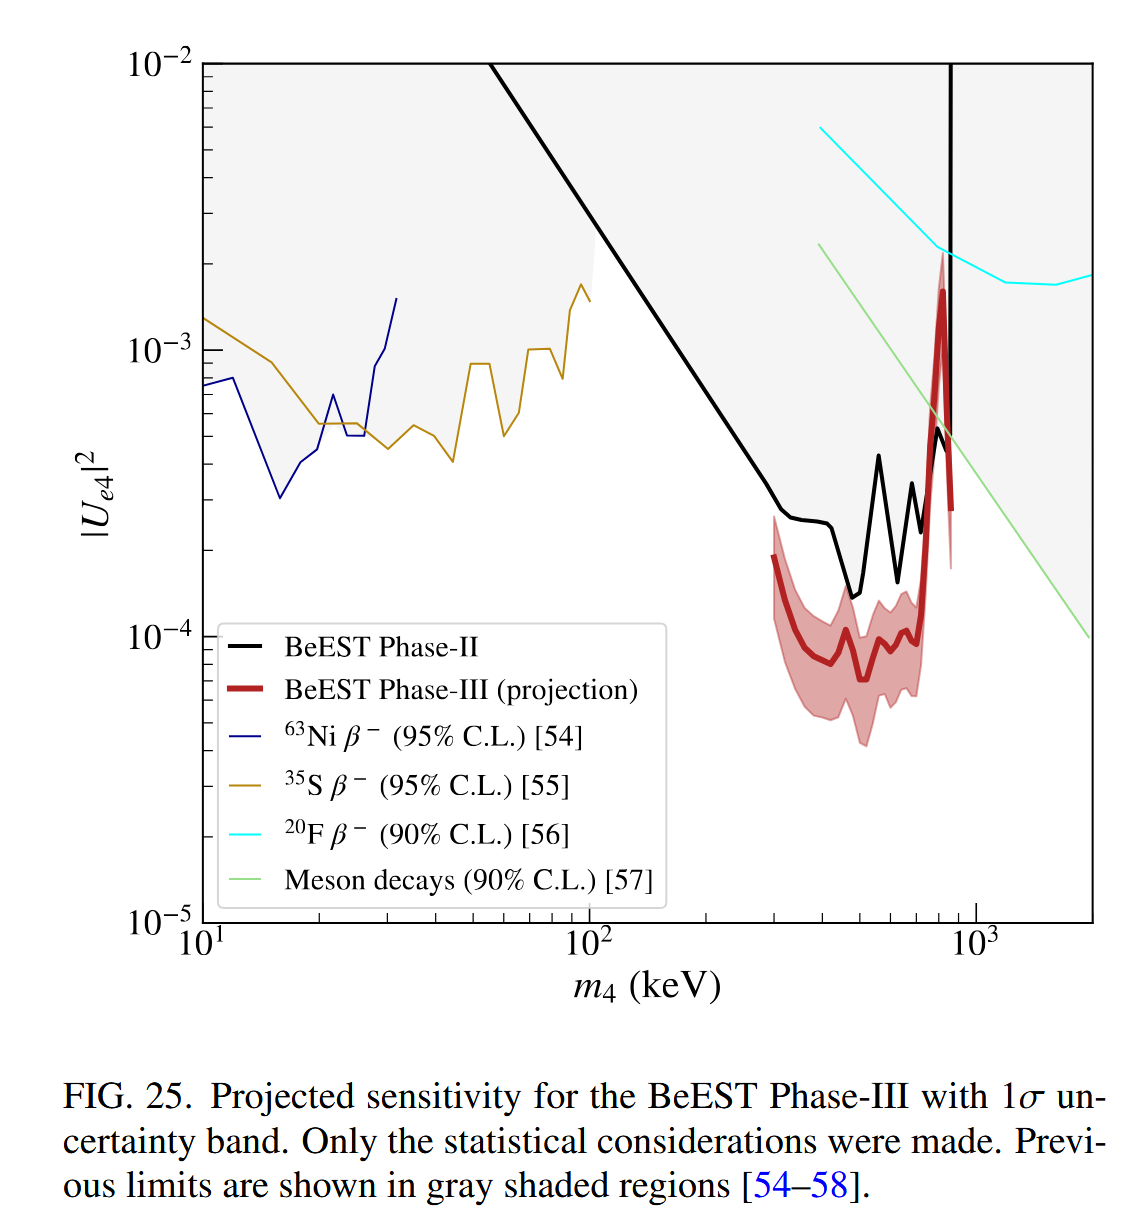 10⁻²
10⁻³
10⁻⁴
10⁻⁵
|U_{e4}|²
BeEST Phase-II
BeEST Phase-III (projection)
⁶³Ni β⁻ (95% C.L.) [54]
³⁵S β⁻ (95% C.L.) [55]
²⁰F β⁻ (90% C.L.) [56]
Meson decays (90% C.L.) [57]
10¹ 10² 10³
m₄ (keV)
FIG. 25. Projected sensitivity for the BeEST Phase-III with 1σ un-
certainty band. Only the statistical considerations were made. Previ-
ous limits are shown in gray shaded regions [54–58].